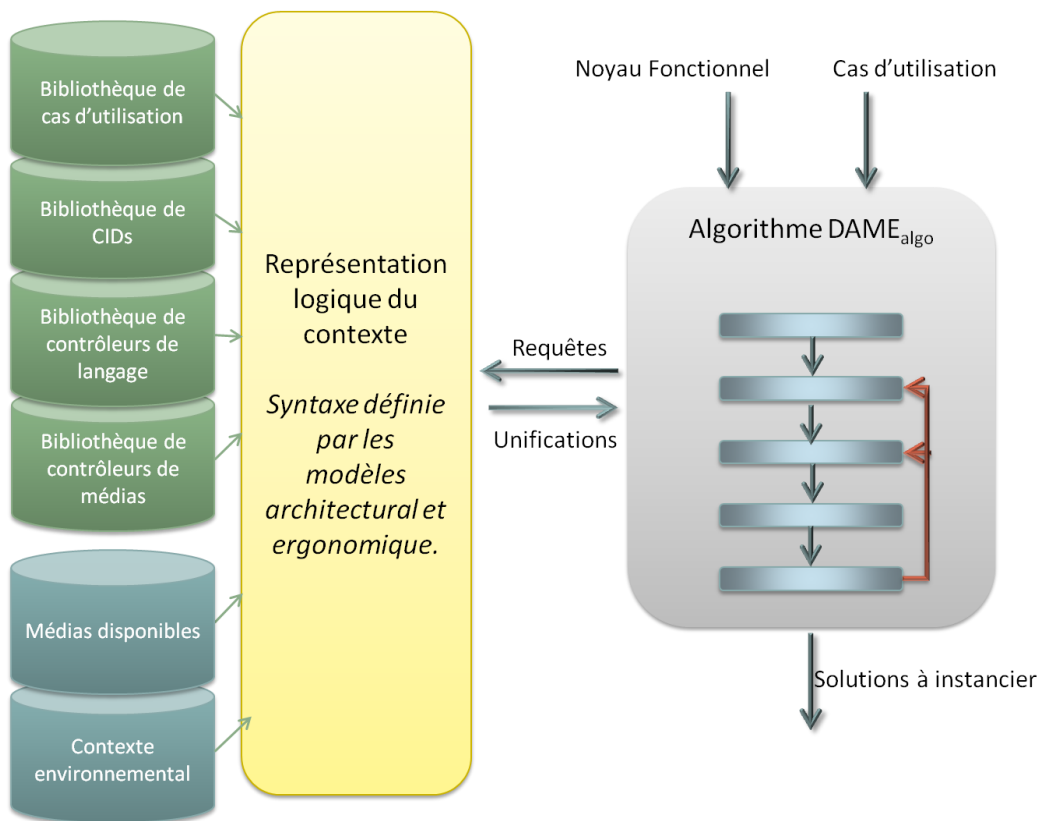 Bibliothèque de
cas d'utilisation
Bibliothèque de
CIDs
Bibliothèque de
contrôleurs de
langage
Bibliothèque de
contrôleurs de
médias
Médias disponibles
Contexte
environnemental
Représentation
logique du
contexte
Syntaxe définie
par les
modèles
architectural et
ergonomique.
Requêtes
Unifications
Noyau Fonctionnel
Cas d'utilisation
Algorithme DAMEalgo
Solutions à instancier